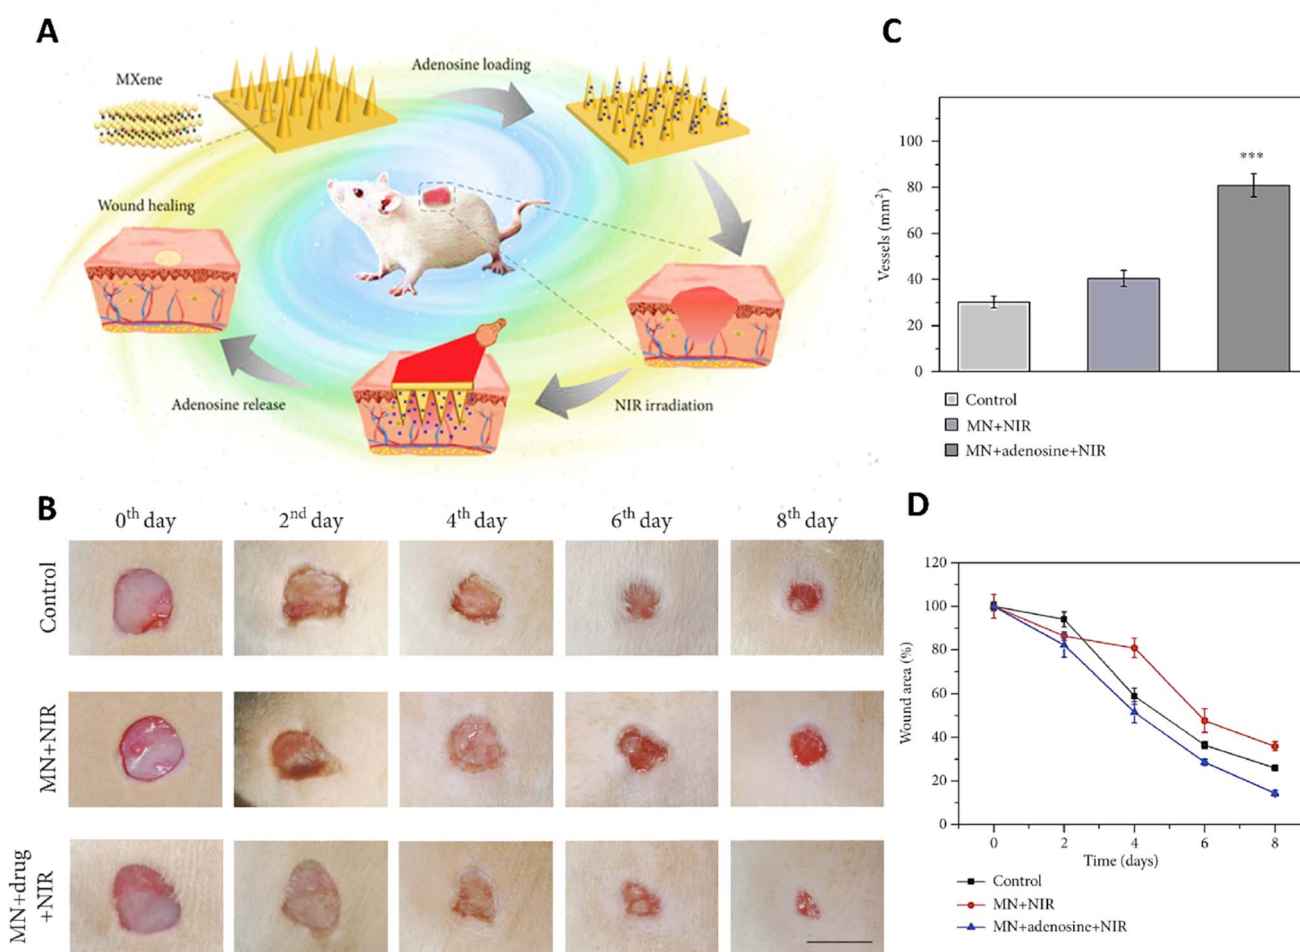 A
MXene
Adenosine loading
Wound healing
Adenosine release
NIR irradiation
C
Vessels (mm²)
100
80
60
40
20
0
***
Control
MN+NIR
MN+adenosine+NIR
B
0th day
2nd day
4th day
6th day
8th day
Control
MN+NIR
MN+drug
+NIR
D
Wound area (%)
120
100
80
60
40
20
0
0
2
4
6
8
Time (days)
Control
MN+NIR
MN+adenosine+NIR